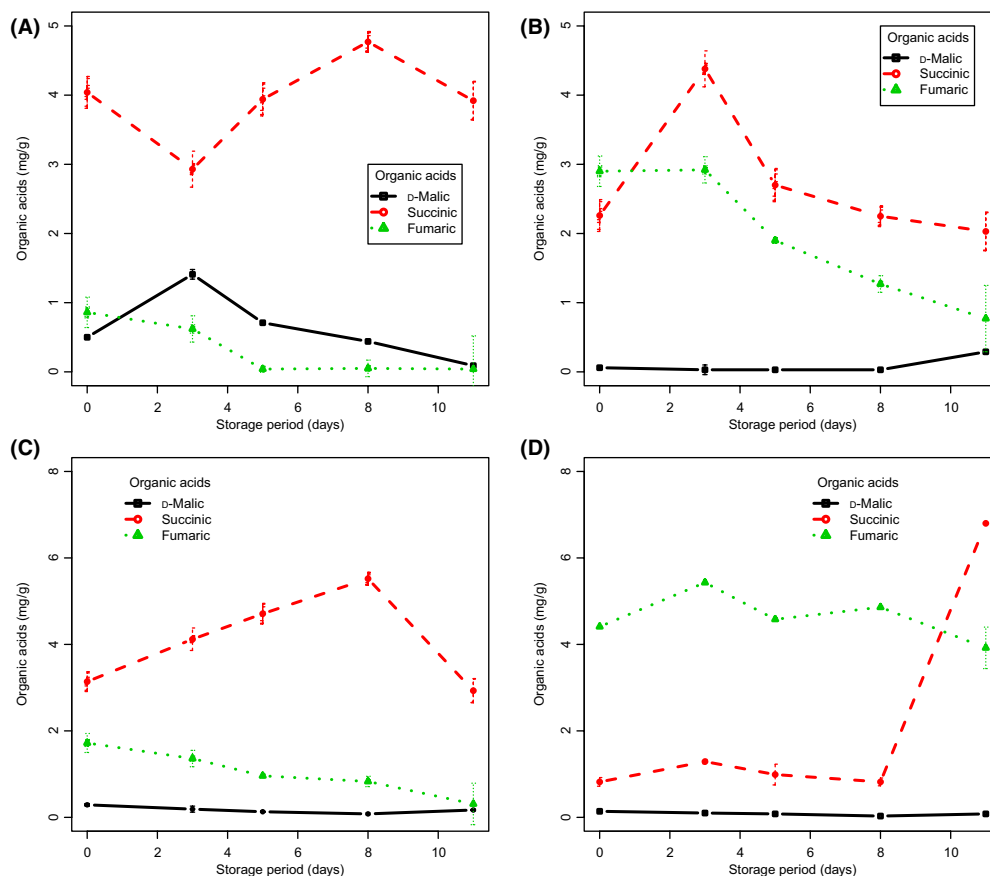 (A)
Organic acids (mg/g)
5
4
3
2
1
0
Organic acids
D-Malic
Succinic
Fumaric
0 2 4 6 8 10
Storage period (days)
(B)
Organic acids (mg/g)
5
4
3
2
1
0
Organic acids
D-Malic
Succinic
Fumaric
0 2 4 6 8 10
Storage period (days)
(C)
Organic acids (mg/g)
8
6
4
2
0
Organic acids
D-Malic
Succinic
Fumaric
0 2 4 6 8 10
Storage period (days)
(D)
Organic acids (mg/g)
8
6
4
2
0
Organic acids
D-Malic
Succinic
Fumaric
0 2 4 6 8 10
Storage period (days)